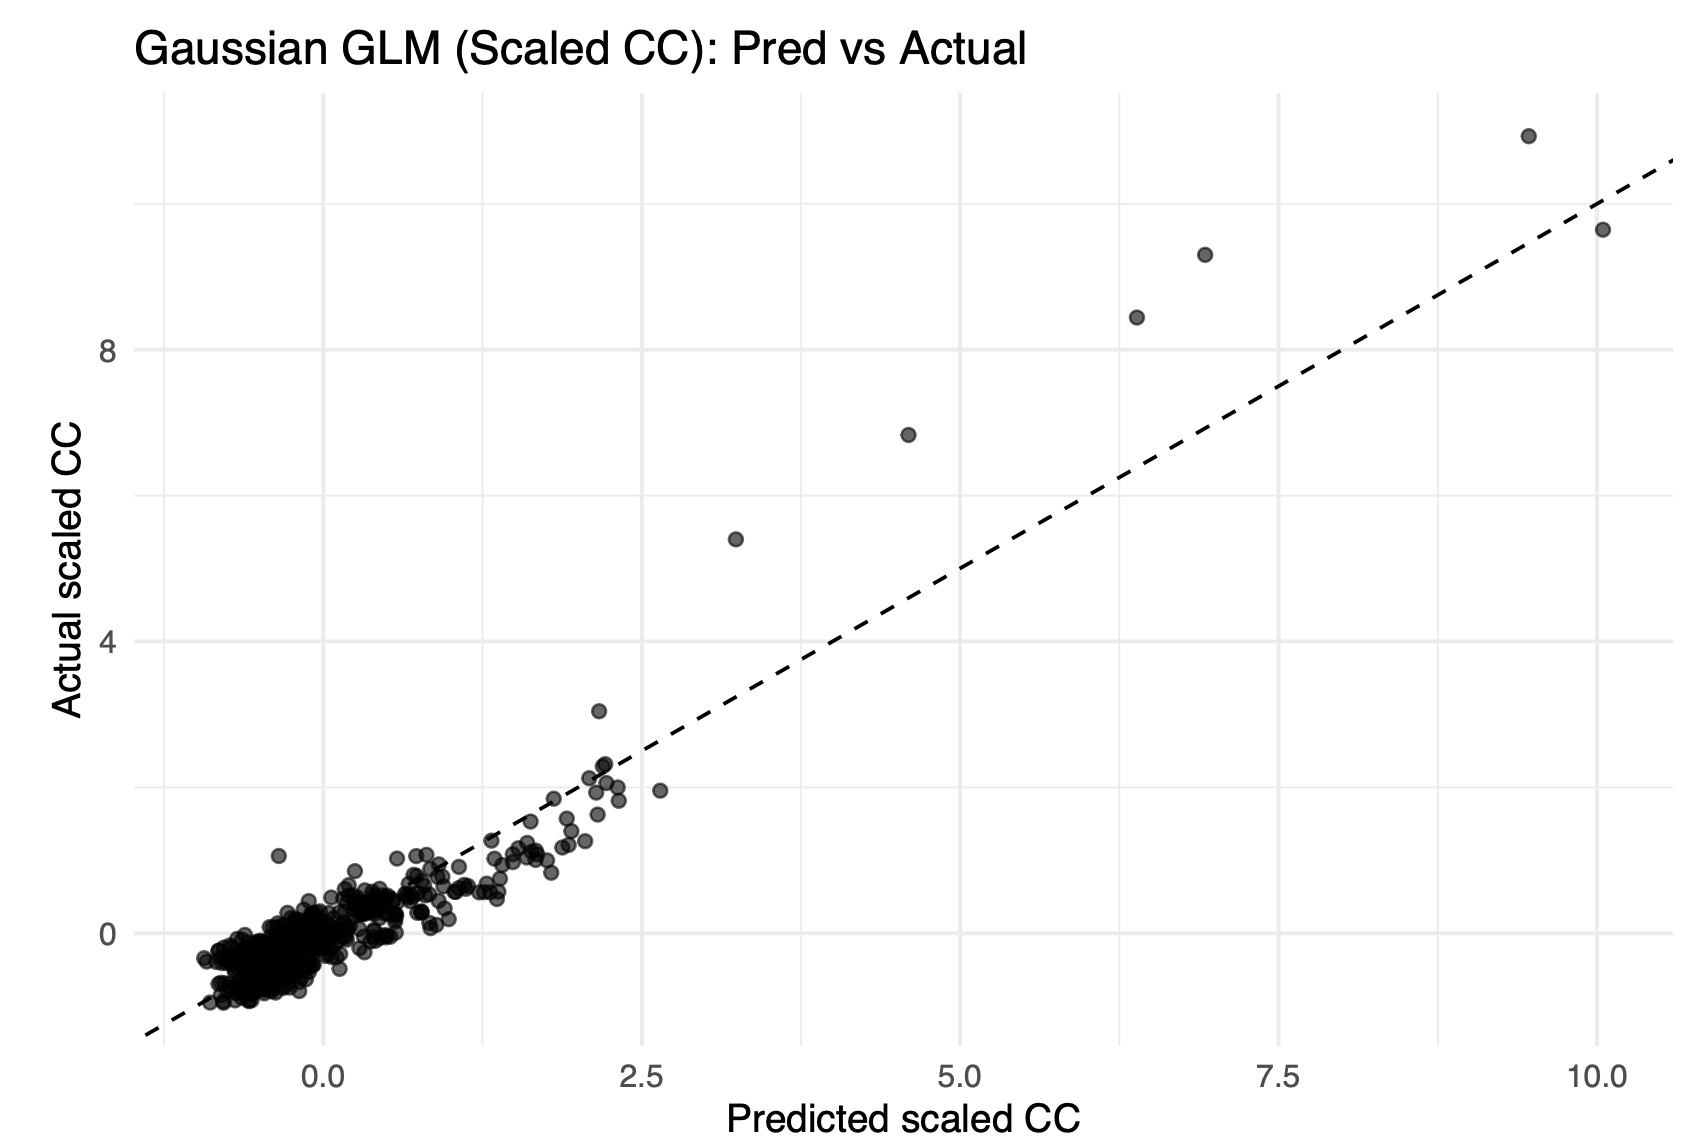 Gaussian GLM (Scaled CC): Pred vs Actual
Actual scaled CC
8
4
0
0.0 2.5 5.0 7.5 10.0
Predicted scaled CC